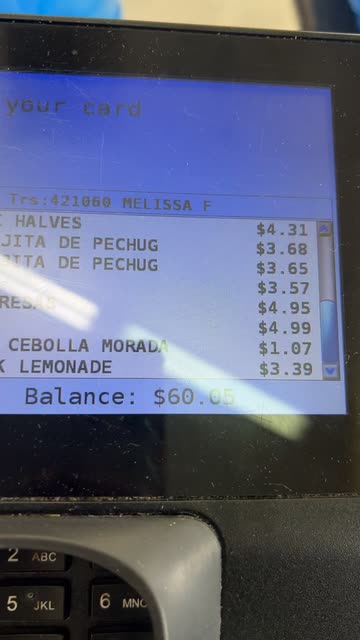 your card
Trs:421060 MELISSA F
HALVES $4.31
JITA DE PECHUG $3.68
JITA DE PECHUG $3.65
$3.57
RESAS $4.95
$4.99
CEBOLLA MORADA $1.07
K LEMONADE $3.39
Balance: $60.05
2 ABC
5 JKL
6 MNO